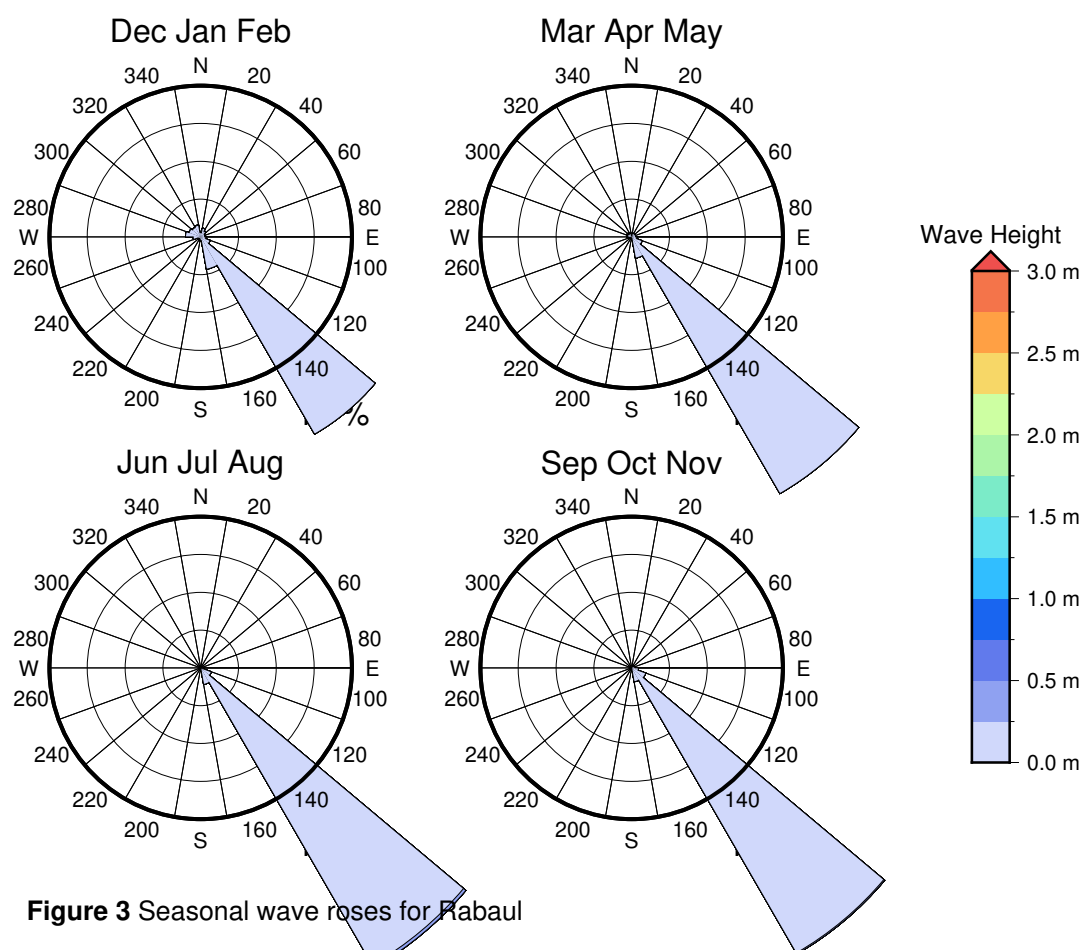 Dec Jan Feb
N
20
40
60
80
E
100
120
140
160
S
200
220
240
260
W
280
300
320
340
%
Mar Apr May
N
20
40
60
80
E
100
120
140
160
S
200
220
240
260
W
280
300
320
340
Jun Jul Aug
N
20
40
60
80
E
100
120
140
160
S
200
220
240
260
W
280
300
320
340
Sep Oct Nov
N
20
40
60
80
E
100
120
140
160
S
200
220
240
260
W
280
300
320
340
Wave Height
3.0 m
2.5 m
2.0 m
1.5 m
1.0 m
0.5 m
0.0 m
Figure 3 Seasonal wave roses for Rabaul